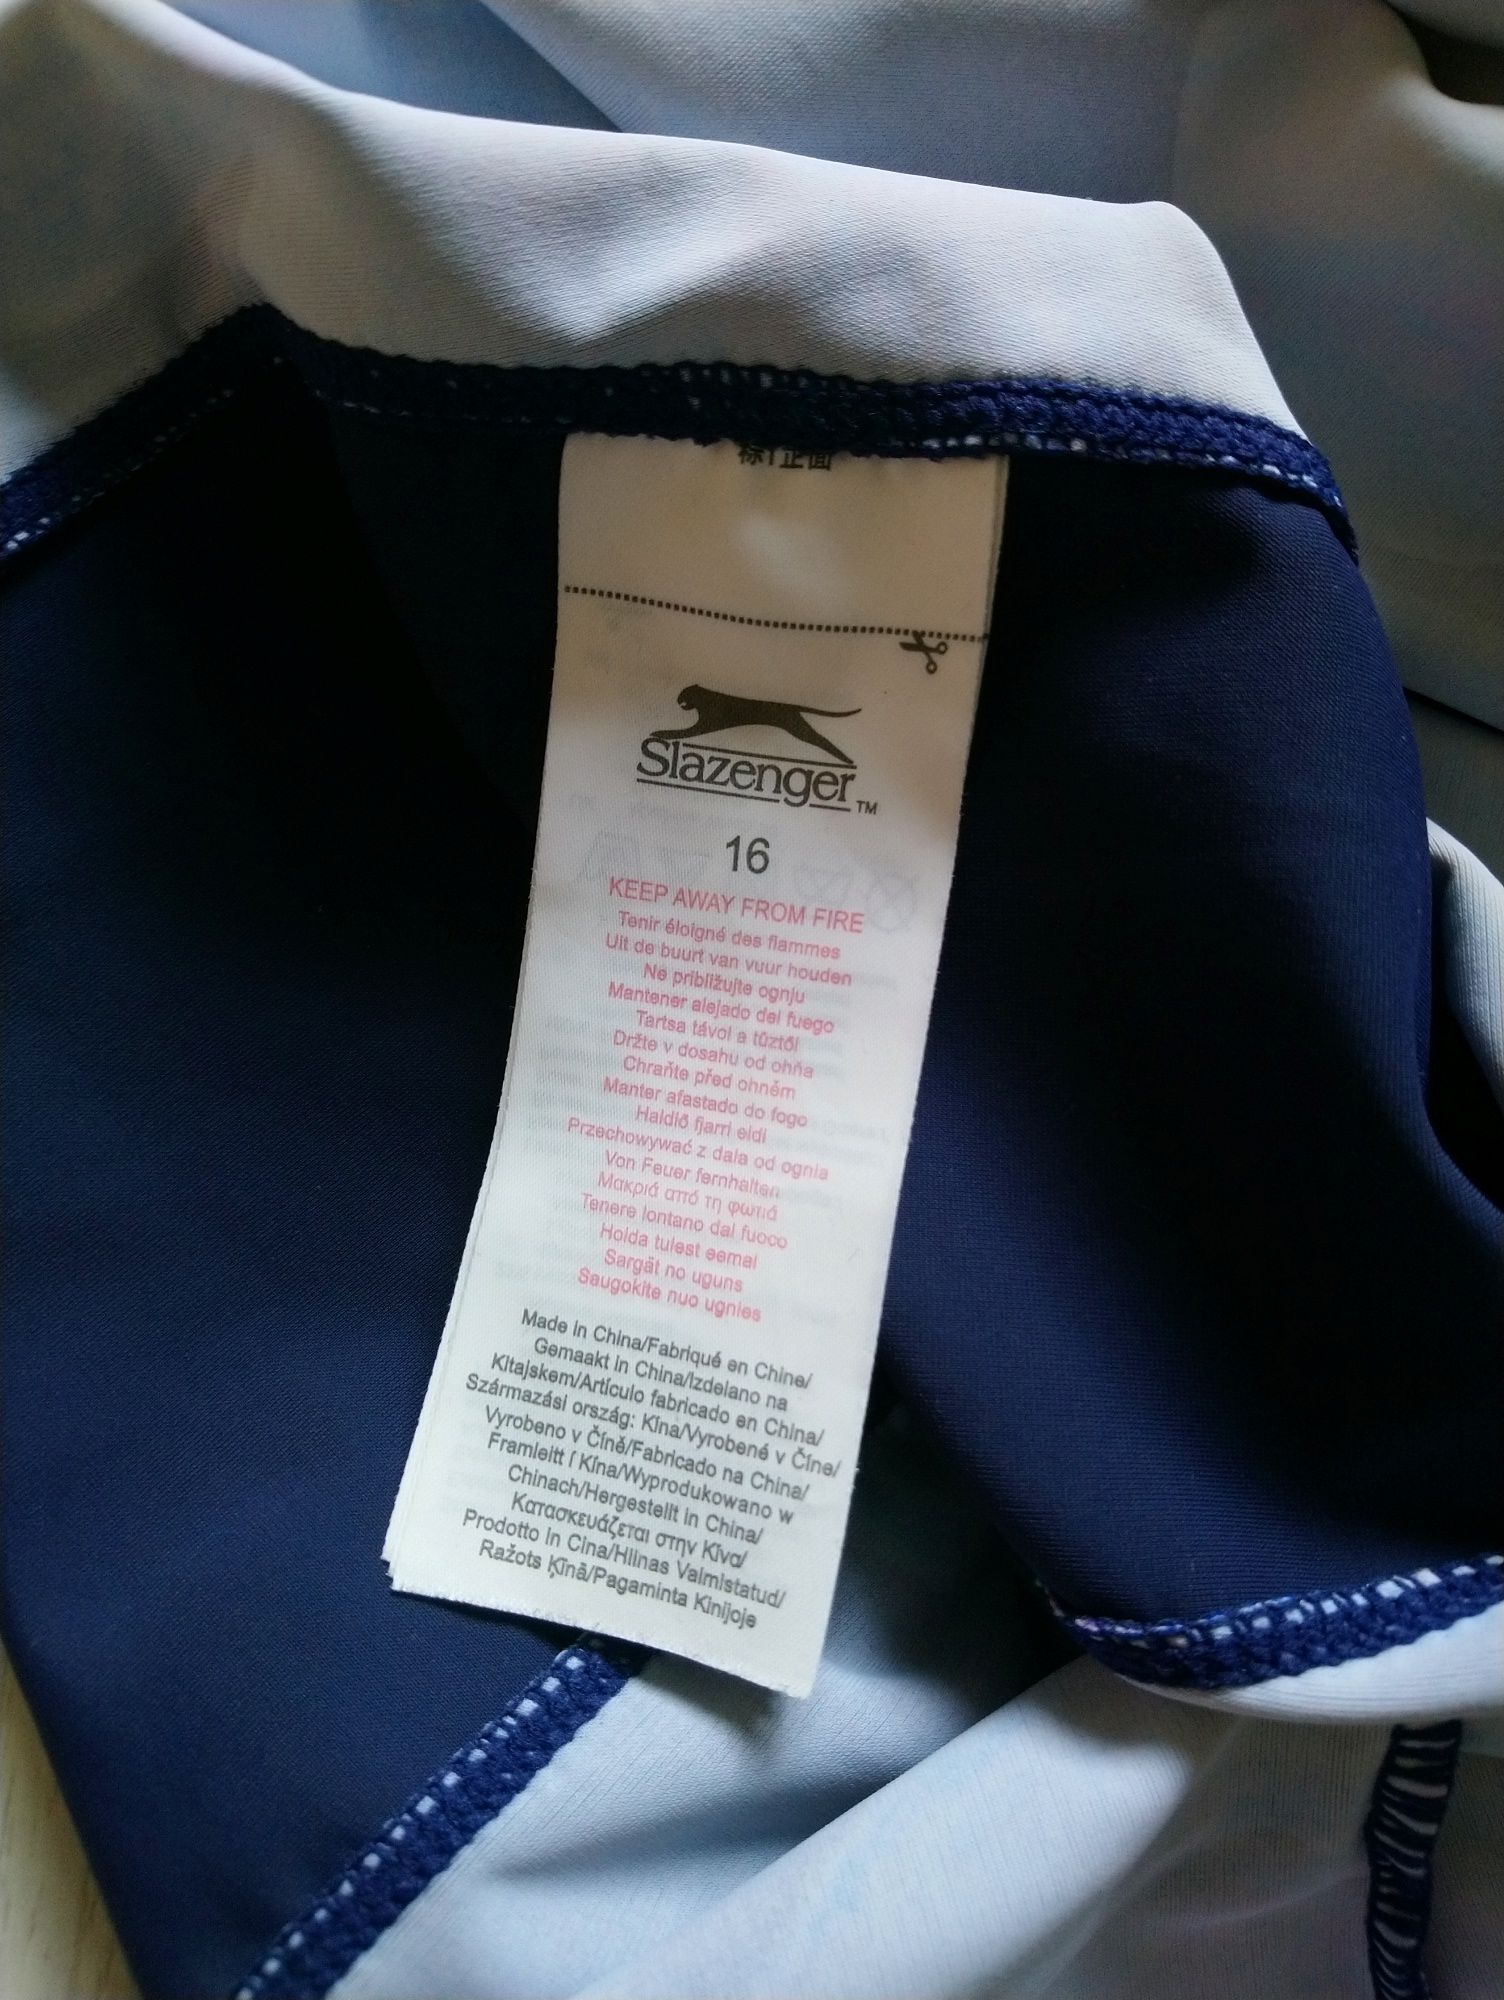 标1正面
Slazenger™
16
KEEP AWAY FROM FIRE
Tenir éloigné des flammes
Uit de buurt van vuur houden
Ne približujte ognju
Mantener alejado del fuego
Tartsa távol a tűztől
Držte v dosahu od ohňa
Chraňte před ohněm
Manter afastado do fogo
Haldið fjarri eldi
Przechowywać z dala od ognia
Von Feuer fernhalten
Μακριά από τη φωτιά
Tenere lontano dal fuoco
Hoida tulest eemal
Sargāt no uguns
Saugokite nuo ugnies
Made in China/Fabriqué en Chine/
Gemaakt in China/Izdelano na
Kitajskem/Artículo fabricado en China/
Származási ország: Kína/Vyrobené v Číne/
Vyrobeno v Číně/Fabricado na China/
Framleitt í Kína/Wyprodukowano w
Chinach/Hergestellt in China/
Κατασκευάζεται στην Κίνα/
Prodotto in Cina/Hiinas Valmistatud/
Ražots Ķīnā/Pagaminta Kinijoje